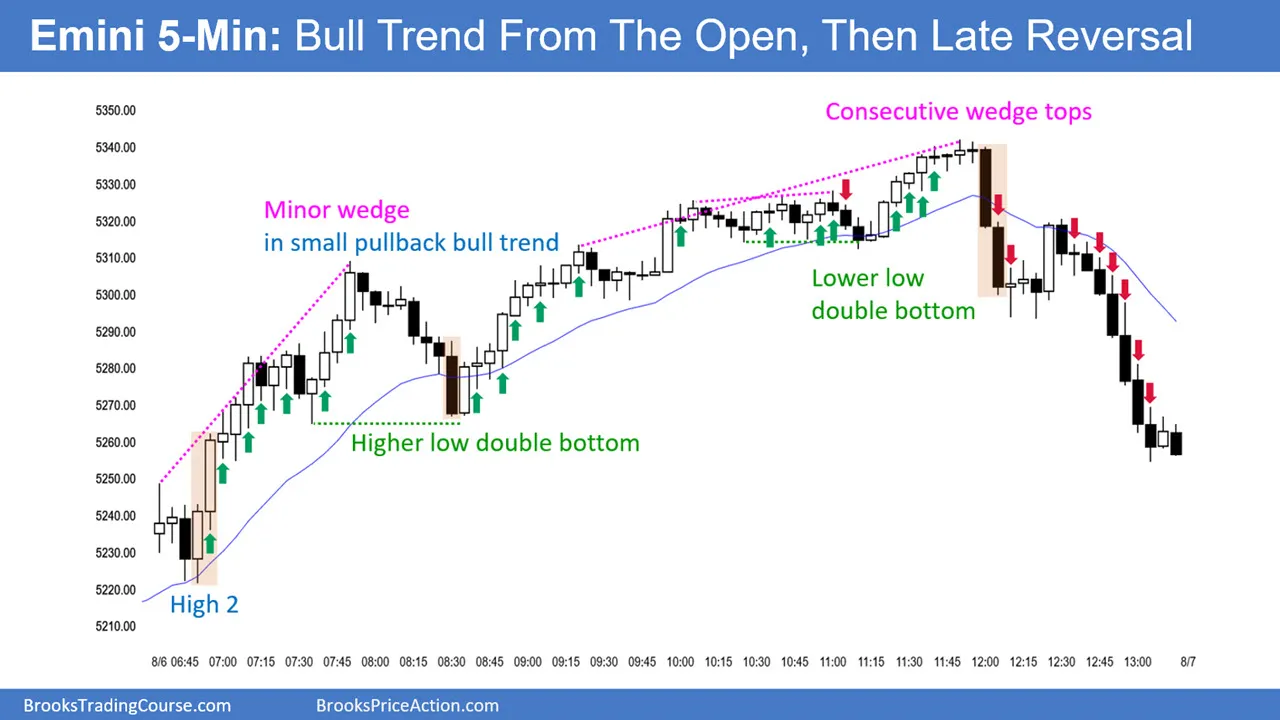 Emini 5-Min: Bull Trend From The Open, Then Late Reversal
5350.00
5340.00
5330.00
5320.00
5310.00
5300.00
5290.00
5280.00
5270.00
5260.00
5250.00
5240.00
5230.00
5220.00
5210.00
Consecutive wedge tops
Minor wedge
in small pullback bull trend
Lower low
double bottom
Higher low double bottom
High 2
8/6 06:45 07:00 07:15 07:30 07:45 08:00 08:15 08:30 08:45 09:00 09:15 09:30 09:45 10:00 10:15 10:30 10:45 11:00 11:15 11:30 11:45 12:00 12:15 12:30 12:45 13:00 8/7
BrooksTradingCourse.com BrooksPriceAction.com